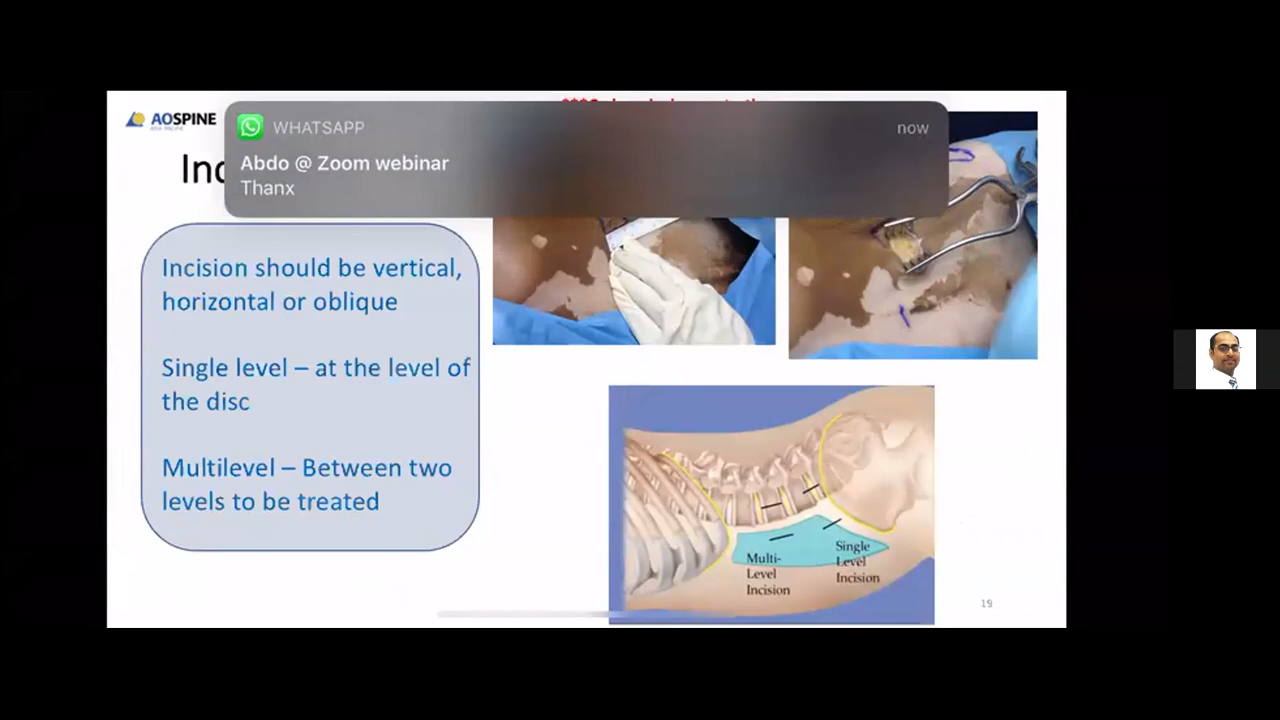 AOSPINE
ASIA PACIFIC
WHATSAPP
now
Abdo @ Zoom webinar
Thanx
Incision should be vertical,
horizontal or oblique
Single level – at the level of
the disc
Multilevel – Between two
levels to be treated
Multi-
Level
Incision
Single
Level
Incision
19